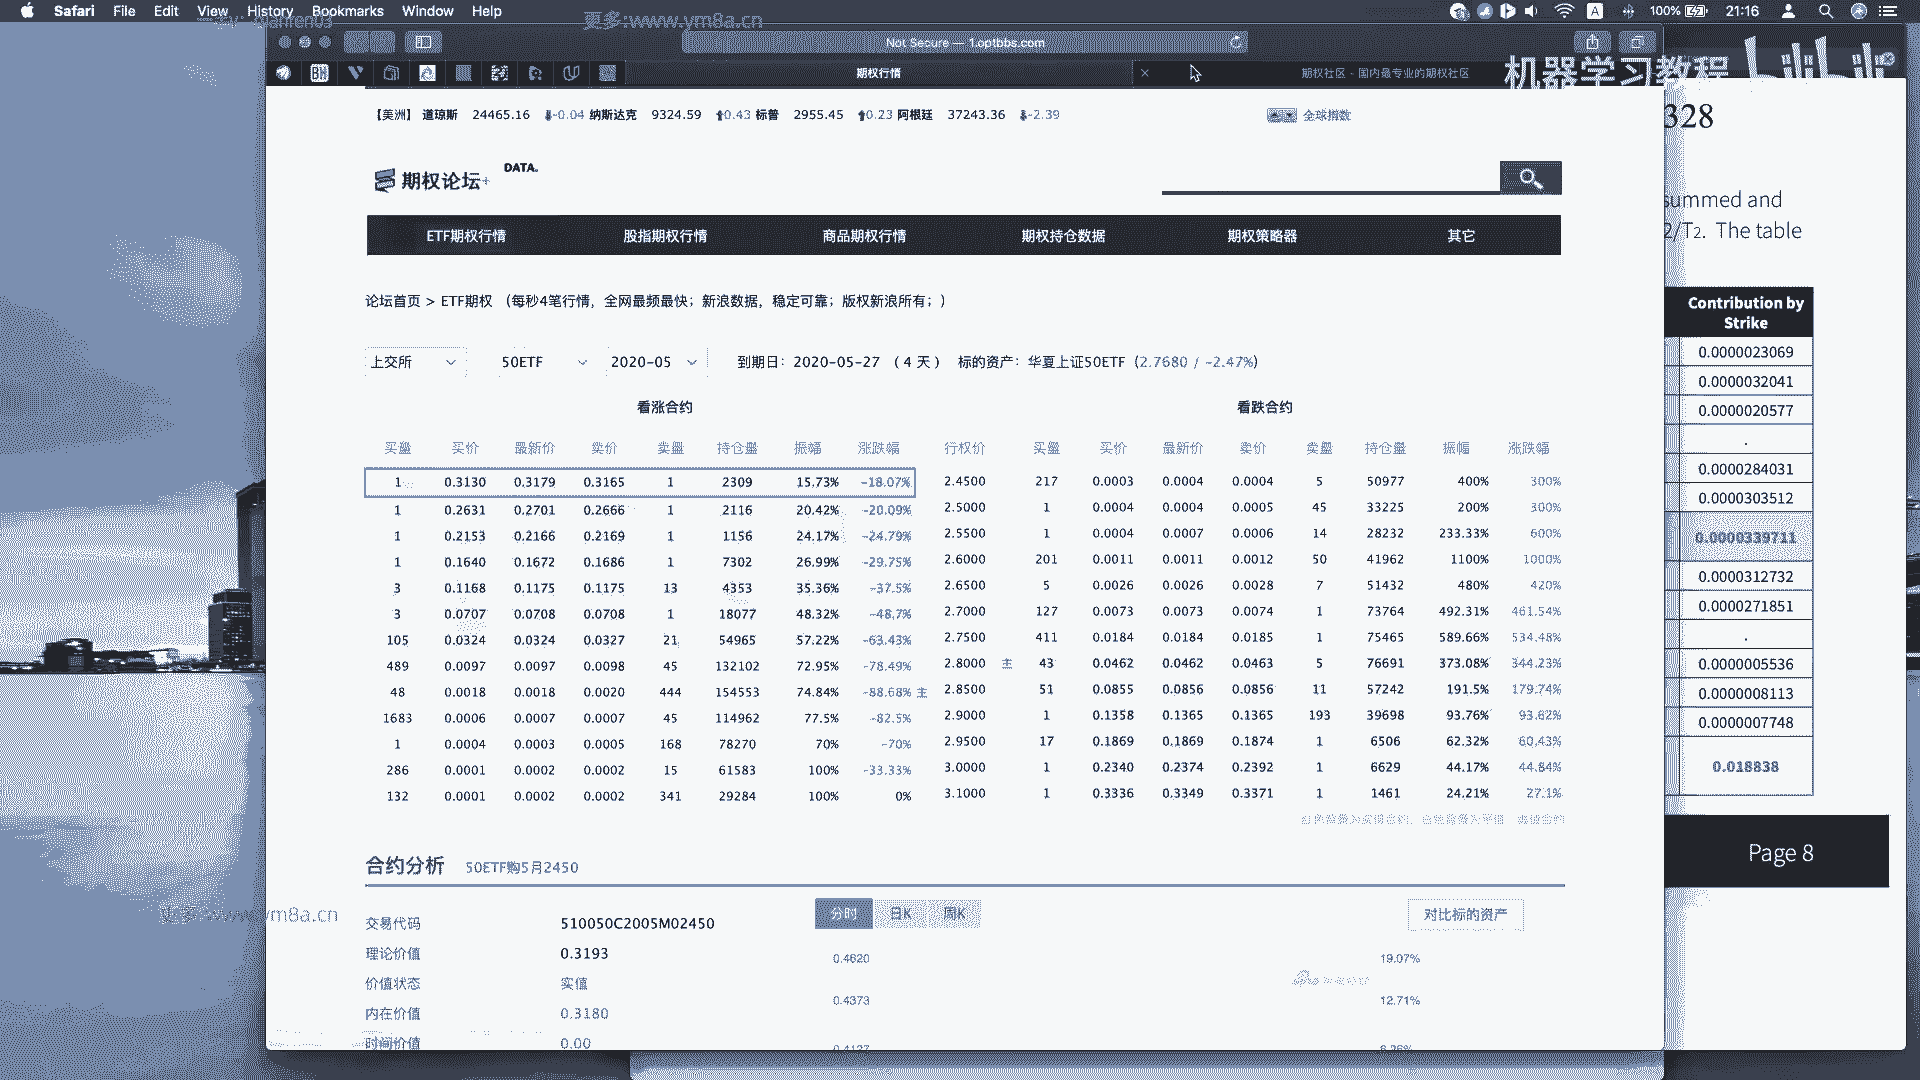 Safari File Edit View History Bookmarks Window Help 100% 21:16
更多:www.ym8a.cn
Not Secure — 1.optbbs.com
期权行情
期权社区 - 国内最专业的期权社区
机器学习教程 bilibili
【美洲】 道琼斯 24465.16 -0.04 纳斯达克 9324.59 0.43 标普 2955.45 0.23 阿根廷 37243.36 -2.39
全球指数
328
期权论坛+ DATA.
summed and
2/T2. The table
ETF期权行情 股指期权行情 商品期权行情 期权持仓数据 期权策略器 其它
论坛首页 > ETF期权 （每秒4笔行情，全网最频最快；新浪数据，稳定可靠；版权新浪所有；）
上交所 50ETF 2020-05 到期日：2020-05-27 （ 4 天 ） 标的资产：华夏上证50ETF（2.7680 / -2.47%）
看涨合约 看跌合约
买量 买价 最新价 卖价 卖量 持仓量 振幅 涨跌幅 行权价 买量 买价 最新价 卖价 卖量 持仓量 振幅 涨跌幅
1 0.3130 0.3179 0.3165 1 2309 15.73% -18.07% 2.4500 217 0.0003 0.0004 0.0004 5 50977 400% 300%
1 0.2631 0.2701 0.2666 1 2116 20.42% -20.09% 2.5000 1 0.0004 0.0004 0.0005 45 33225 200% 300%
1 0.2153 0.2166 0.2169 1 1156 24.17% -24.79% 2.5500 1 0.0004 0.0007 0.0006 14 28232 233.33% 600%
1 0.1640 0.1672 0.1686 1 7302 26.99% -29.75% 2.6000 201 0.0011 0.0011 0.0012 50 41962 1100% 1000%
3 0.1168 0.1175 0.1175 13 4353 35.36% -37.5% 2.6500 5 0.0026 0.0026 0.0028 7 51432 480% 420%
3 0.0707 0.0708 0.0708 1 18077 48.32% -48.7% 2.7000 127 0.0073 0.0073 0.0074 1 73764 492.31% 461.54%
105 0.0324 0.0324 0.0327 21 54965 57.22% -63.43% 2.7500 411 0.0184 0.0184 0.0185 1 75465 589.66% 534.48%
489 0.0097 0.0097 0.0098 45 132102 72.95% -78.49% 2.8000 主 43 0.0462 0.0462 0.0463 5 76691 373.08% 344.23%
48 0.0018 0.0018 0.0020 444 154553 74.84% -88.68% 主 2.8500 51 0.0855 0.0856 0.0856 11 57242 191.5% 179.74%
1683 0.0006 0.0007 0.0007 45 114962 77.5% -82.5% 2.9000 1 0.1358 0.1365 0.1365 193 39698 93.76% 93.62%
1 0.0004 0.0003 0.0005 168 78270 70% -70% 2.9500 17 0.1869 0.1869 0.1874 1 6506 62.32% 60.43%
286 0.0001 0.0002 0.0002 15 61583 100% -33.33% 3.0000 1 0.2340 0.2374 0.2392 1 6629 44.17% 44.84%
132 0.0001 0.0002 0.0002 341 29284 100% 0% 3.1000 1 0.3336 0.3349 0.3371 1 1461 24.21% 27.1%
Contribution by
Strike
0.0000023069
0.0000032041
0.0000020577
.
0.0000284031
0.0000303512
0.0000339711
0.0000312732
0.0000271851
.
0.0000005536
0.0000008113
0.0000007748
0.018838
Page 8
合约分析 50ETF购5月2450
更多:www.ym8a.cn
交易代码 510050C2005M02450
理论价值 0.3193
价值状态 实值
内在价值 0.3180
时间价值 0.00
分时 日K 周K
对比标的资产
0.4620 19.07%
0.4373 12.71%